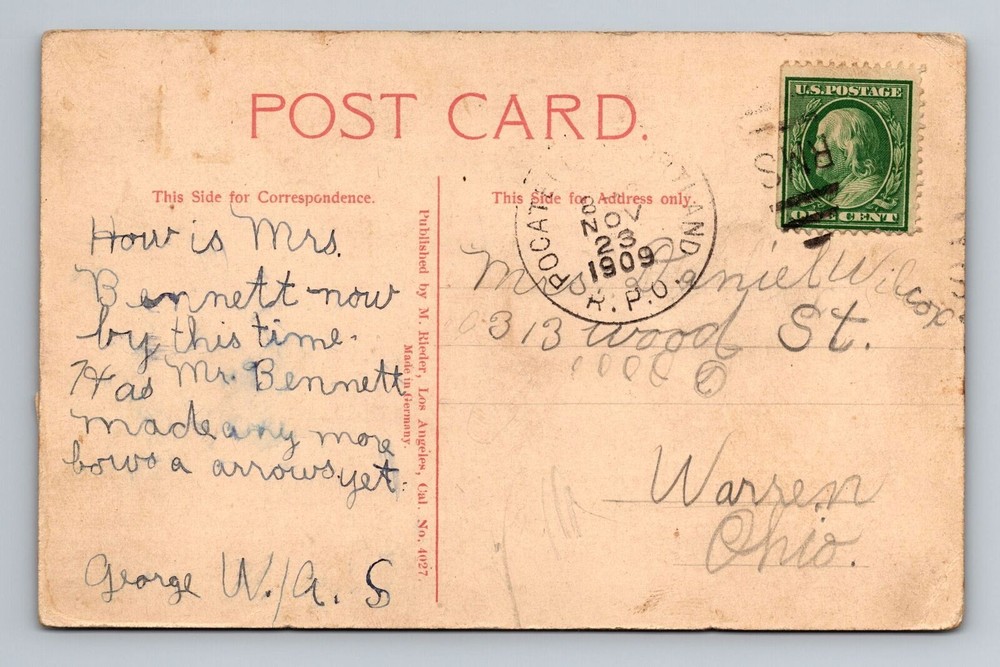 POST CARD.
This Side for Correspondence.
This Side for Address only.
U.S. POSTAGE
ONE CENT
RMS
NOV
23
1909
R.P.O.
How is Mrs.
Bennett now
by this time.
Has Mr. Bennett
made any more
bows a arrows yet.
George W./A. S
Published by M. Rieder, Los Angeles, Cal. No. 4027.
Made in Germany.
Mrs. Daniel Wilcox
313 Wood St.
Warren
Ohio.